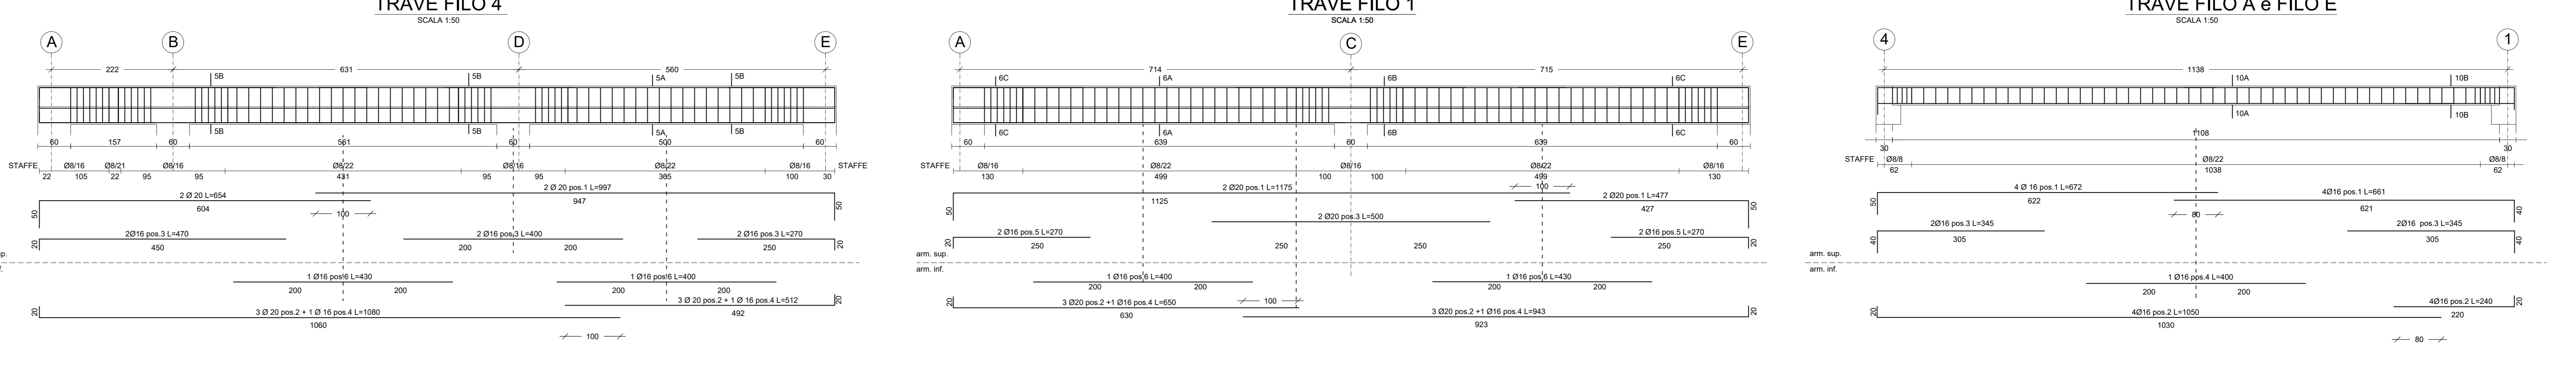 TRAVE FILO 4
SCALA 1:50
A B D E
222 631 560
5B 5B 5A 5B
5B 5B 5A 5B
60 157 60 561 60 500 60
STAFFE Ø8/16 Ø8/21 Ø8/16 Ø8/22 Ø8/16 Ø8/22 Ø8/16 STAFFE
22 105 22 95 95 431 95 95 365 100 30
2 Ø 20 pos.1 L=997
947
2 Ø 20 L=654
604
100
50 50
2Ø16 pos.3 L=470 2 Ø16 pos.3 L=400 2 Ø16 pos.3 L=270
20 450 200 200 250 20
1 Ø16 pos.6 L=430 1 Ø16 pos.6 L=400
200 200 200 200
3 Ø 20 pos.2 + 1 Ø 16 pos.4 L=512
492 20
3 Ø 20 pos.2 + 1 Ø 16 pos.4 L=1080
20 1060
100
TRAVE FILO 1
SCALA 1:50
A C E
714 715
6C 6A 6B 6C
6C 6A 6B 6C
60 639 60 639 60
STAFFE Ø8/16 Ø8/22 Ø8/16 Ø8/22 Ø8/16
130 499 100 100 499 130
2 Ø20 pos.1 L=1175 100
1125
2 Ø20 pos.1 L=477
427
50 50
2 Ø20 pos.3 L=500
2 Ø16 pos.5 L=270 2 Ø16 pos.5 L=270
20 250 250 250 250 20
arm. sup.
arm. inf.
1 Ø16 pos.6 L=400 1 Ø16 pos.6 L=430
200 200 200 200
3 Ø20 pos.2 +1 Ø16 pos.4 L=650 100
20 630
3 Ø20 pos.2 +1 Ø16 pos.4 L=943
923 20
TRAVE FILO A e FILO E
SCALA 1:50
4 1
1138
10A 10B
10A 10B
30 1108 30
STAFFE Ø8/8 Ø8/22 Ø8/8
62 1038 62
4 Ø 16 pos.1 L=672 4Ø16 pos.1 L=661
50 622 621 40
80
2Ø16 pos.3 L=345 2Ø16 pos.3 L=345
40 305 305 40
arm. sup.
arm. inf.
1 Ø16 pos.4 L=400
200 200
4Ø16 pos.2 L=240
220 20
4Ø16 pos.2 L=1050
20 1030
80